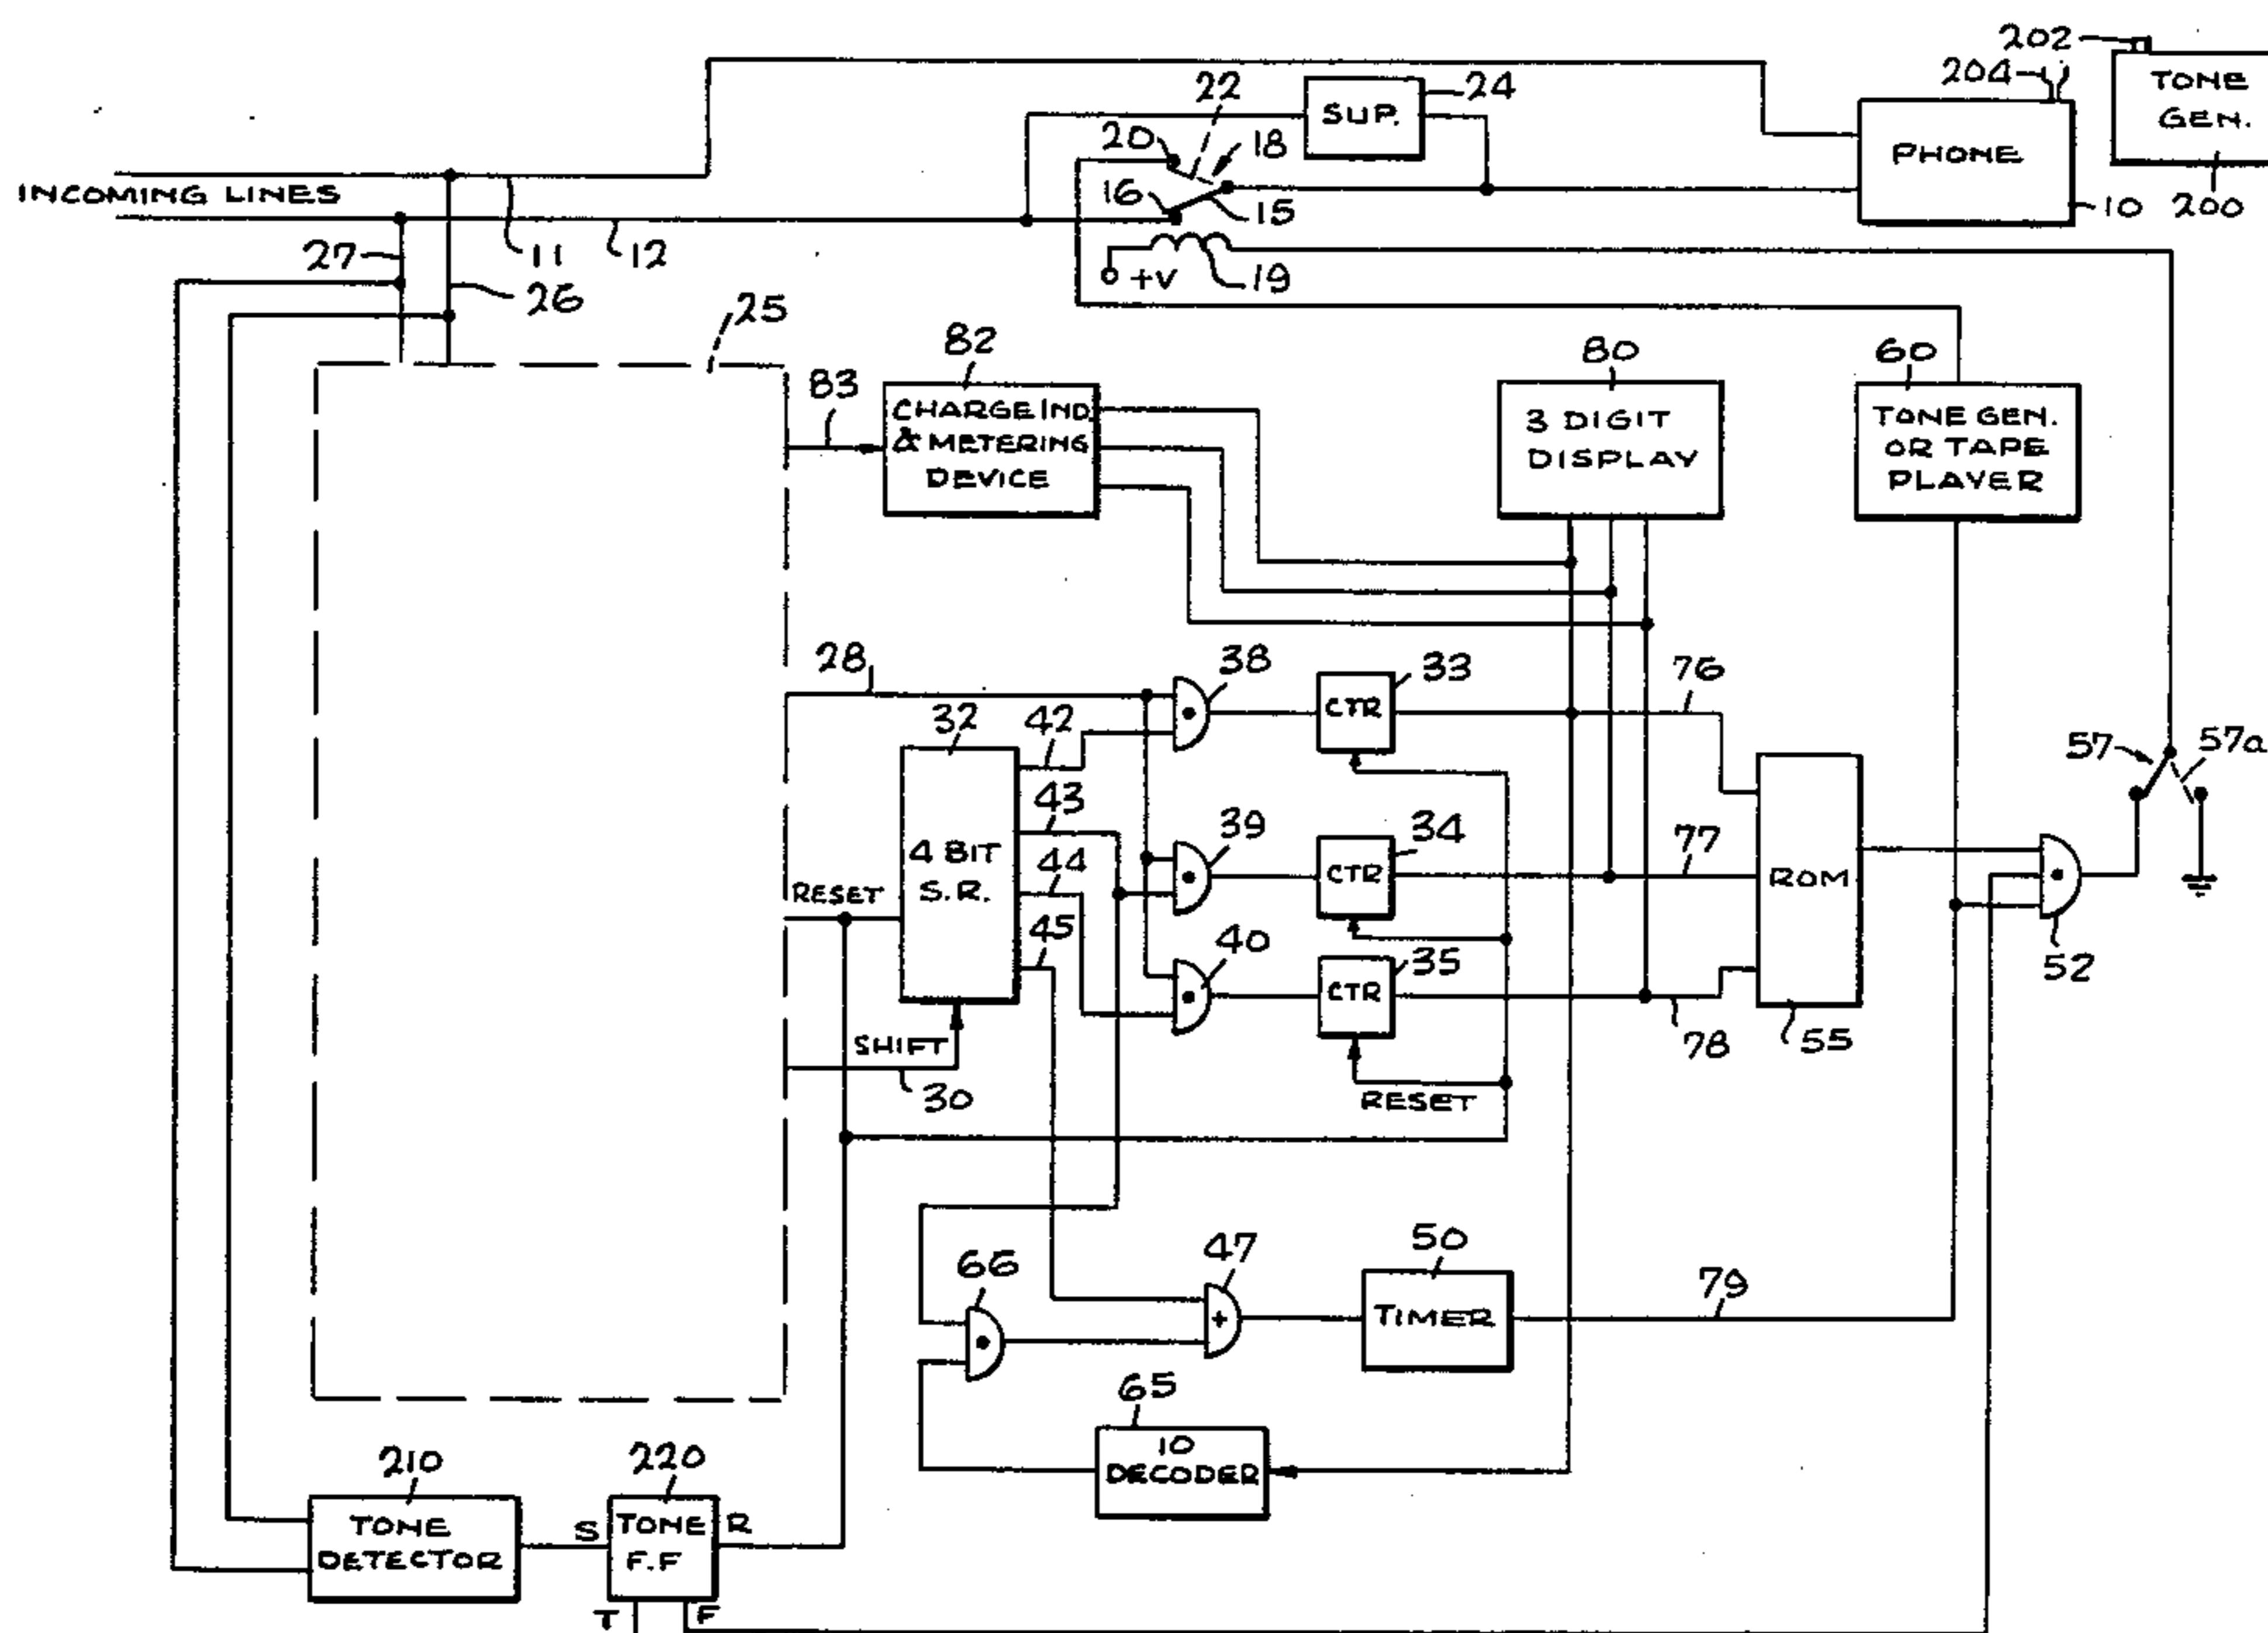 202
TONE
GEN.
204
22
SUP.
24
20
18
PHONE
INCOMING LINES
16
15
10
200
27
11
12
+V
19
26
25
82
80
60
83
CHARGE IND.
& METERING
DEVICE
3 DIGIT
DISPLAY
TONE GEN.
OR TAPE
PLAYER
28
38
33
76
32
42
CTR
57
57a
43
39
34
77
4 BIT
S.R.
44
CTR
ROM
RESET
45
40
35
52
CTR
SHIFT
78
55
30
RESET
66
47
50
79
+
TIMER
65
10
DECODER
210
220
TONE
DETECTOR
S
TONE
F.F
R
T
F